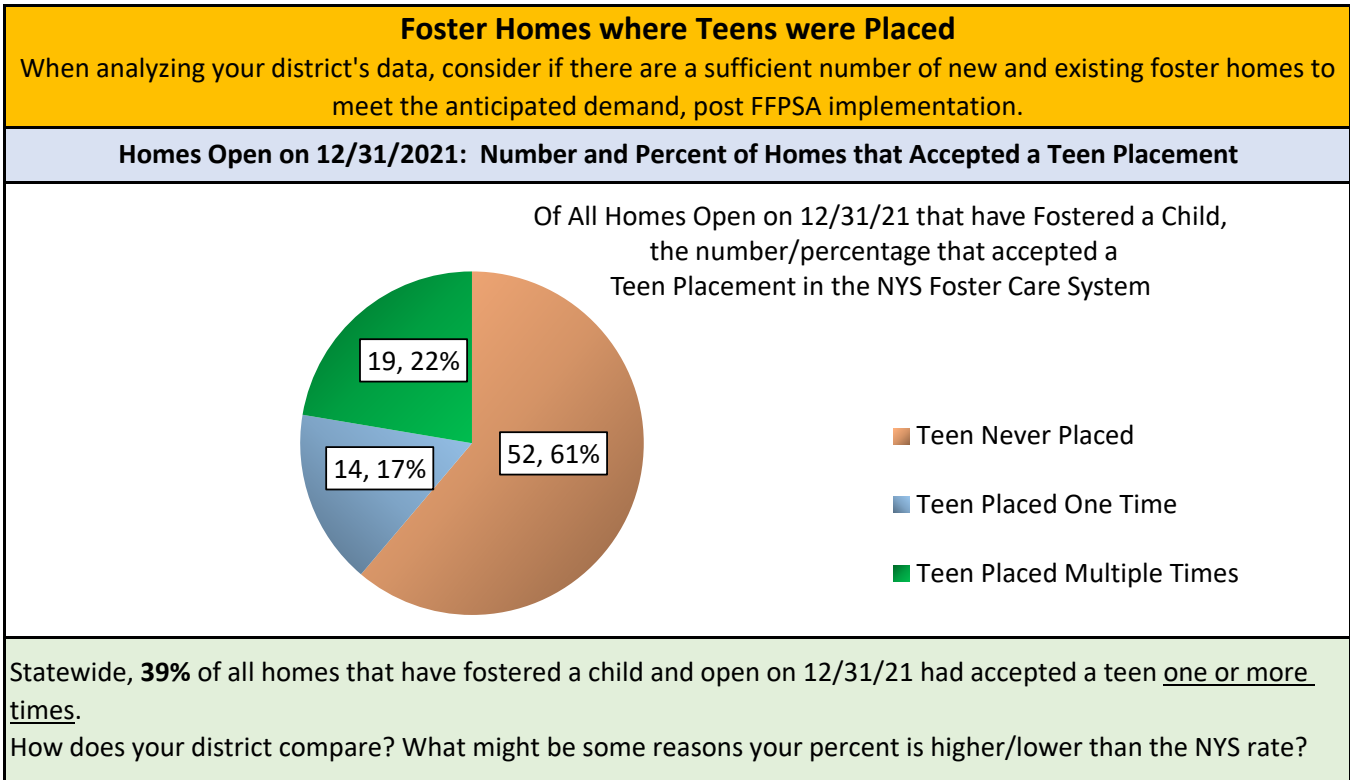 Foster Homes where Teens were Placed
When analyzing your district's data, consider if there are a sufficient number of new and existing foster homes to
meet the anticipated demand, post FFPSA implementation.
Homes Open on 12/31/2021:  Number and Percent of Homes that Accepted a Teen Placement
Of All Homes Open on 12/31/21 that have Fostered a Child,
the number/percentage that accepted a
Teen Placement in the NYS Foster Care System
19, 22%
14, 17%
52, 61%
Teen Never Placed
Teen Placed One Time
Teen Placed Multiple Times
Statewide, 39% of all homes that have fostered a child and open on 12/31/21 had accepted a teen one or more
times.
How does your district compare? What might be some reasons your percent is higher/lower than the NYS rate?